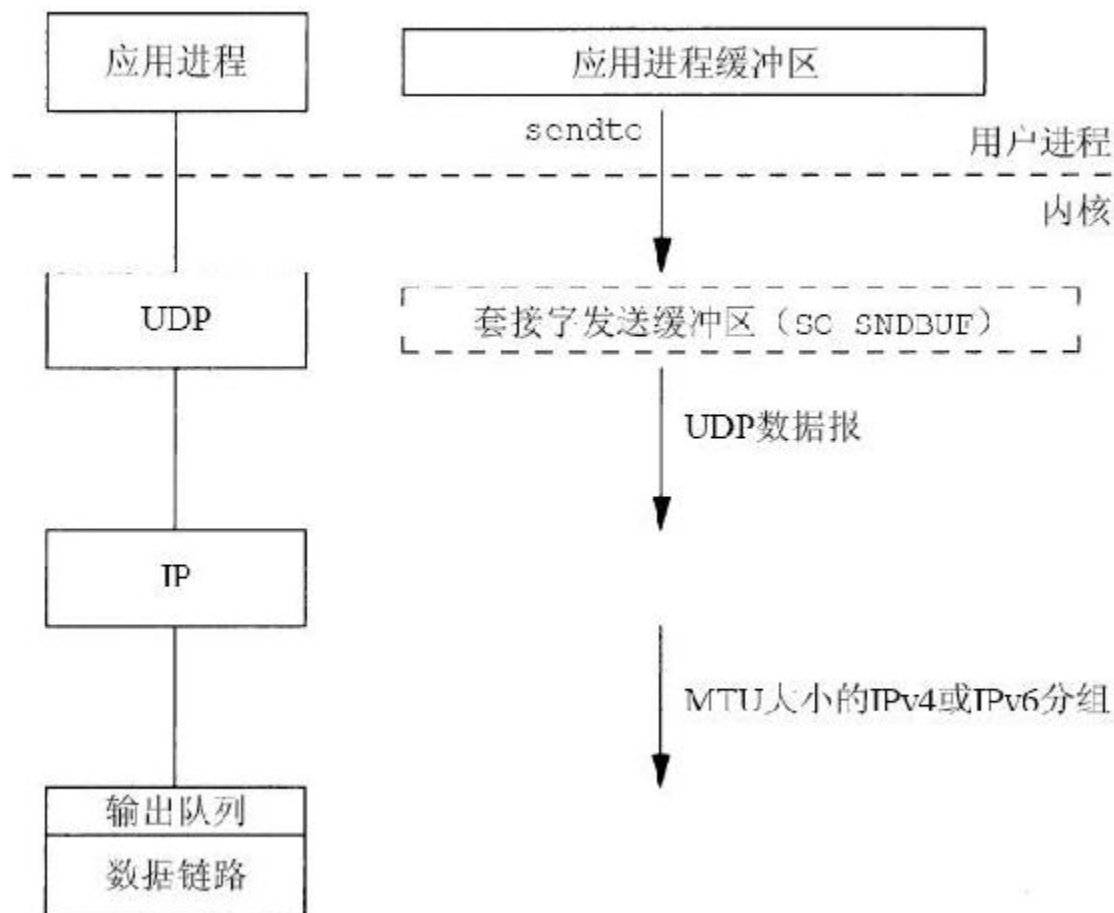 应用进程
应用进程缓冲区
sendto
用户进程
内核
UDP
套接字发送缓冲区（SO_SNDBUF）
UDP数据报
IP
MTU大小的IPv4或IPv6分组
输出队列
数据链路